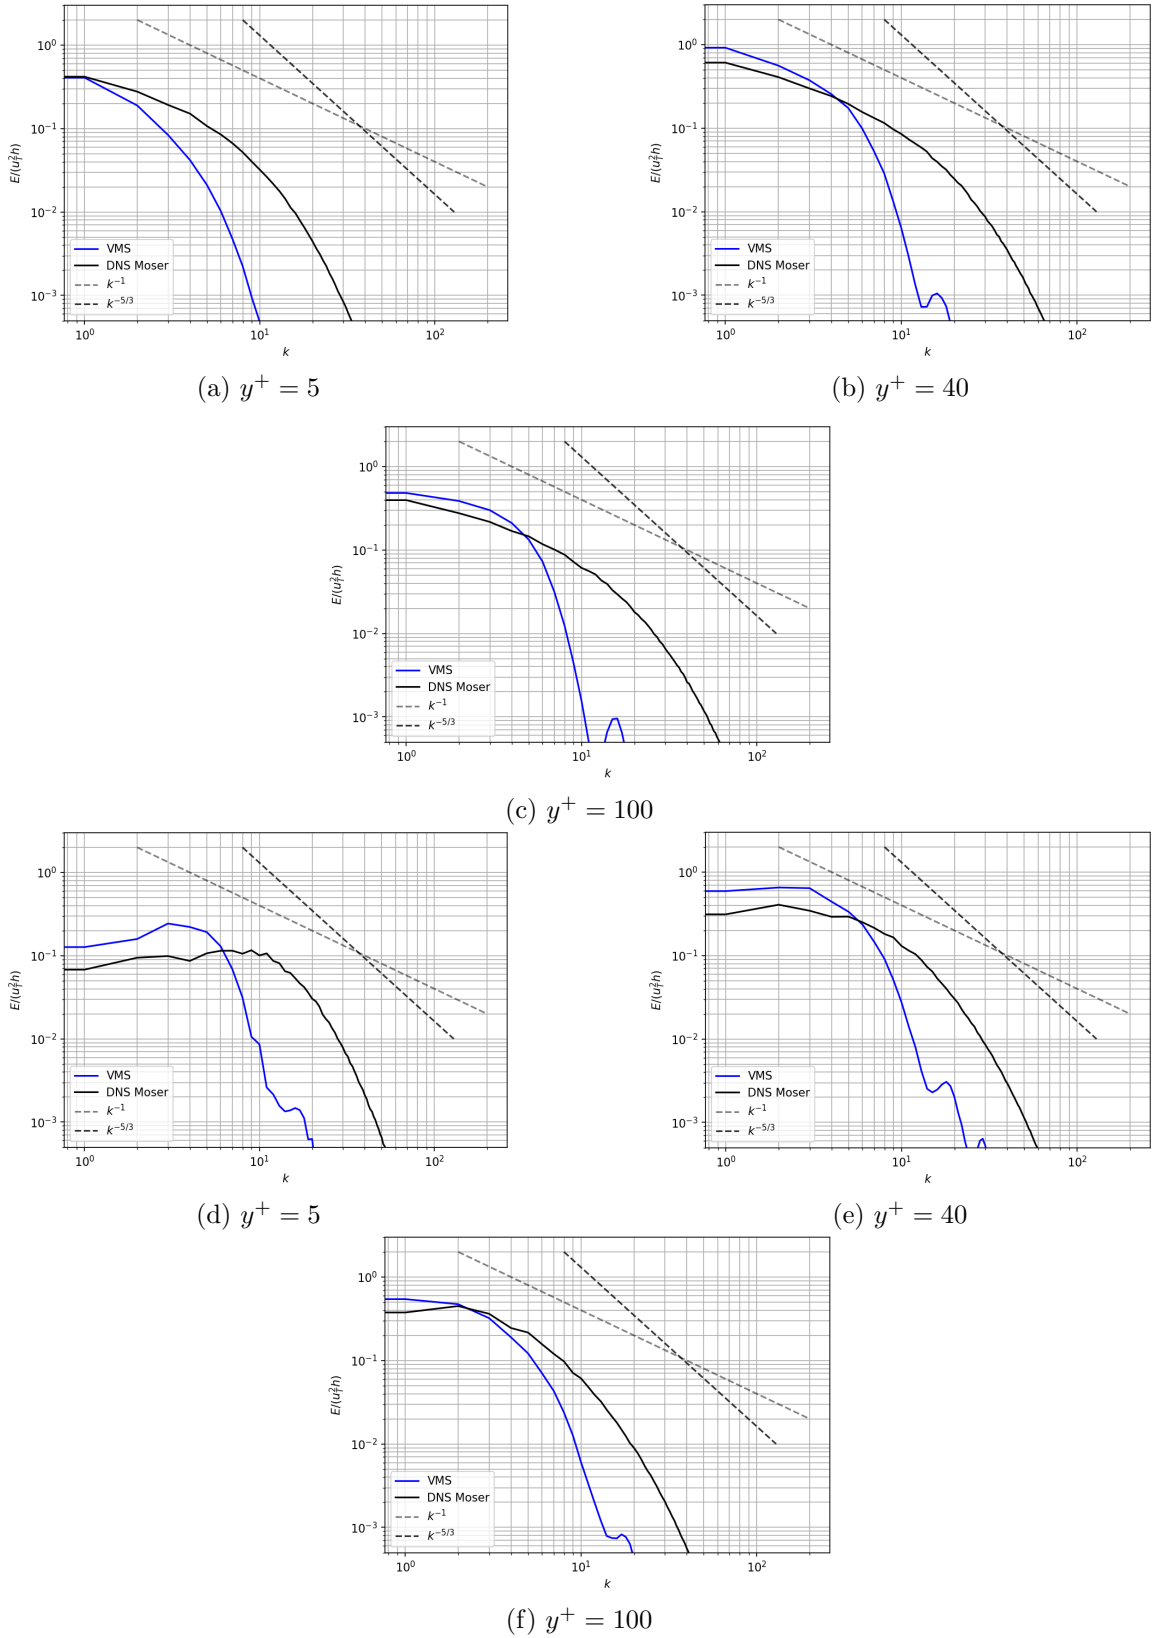 10^0
10^{-1}
10^{-2}
10^{-3}
E/(u_τ^2 h)
VMS
DNS Moser
k^{-1}
k^{-5/3}
10^0 10^1 10^2
k
(a) y^+ = 5
10^0
10^{-1}
10^{-2}
10^{-3}
E/(u_τ^2 h)
VMS
DNS Moser
k^{-1}
k^{-5/3}
10^0 10^1 10^2
k
(b) y^+ = 40
10^0
10^{-1}
10^{-2}
10^{-3}
E/(u_τ^2 h)
VMS
DNS Moser
k^{-1}
k^{-5/3}
10^0 10^1 10^2
k
(c) y^+ = 100
10^0
10^{-1}
10^{-2}
10^{-3}
E/(u_τ^2 h)
VMS
DNS Moser
k^{-1}
k^{-5/3}
10^0 10^1 10^2
k
(d) y^+ = 5
10^0
10^{-1}
10^{-2}
10^{-3}
E/(u_τ^2 h)
VMS
DNS Moser
k^{-1}
k^{-5/3}
10^0 10^1 10^2
k
(e) y^+ = 40
10^0
10^{-1}
10^{-2}
10^{-3}
E/(u_τ^2 h)
VMS
DNS Moser
k^{-1}
k^{-5/3}
10^0 10^1 10^2
k
(f) y^+ = 100